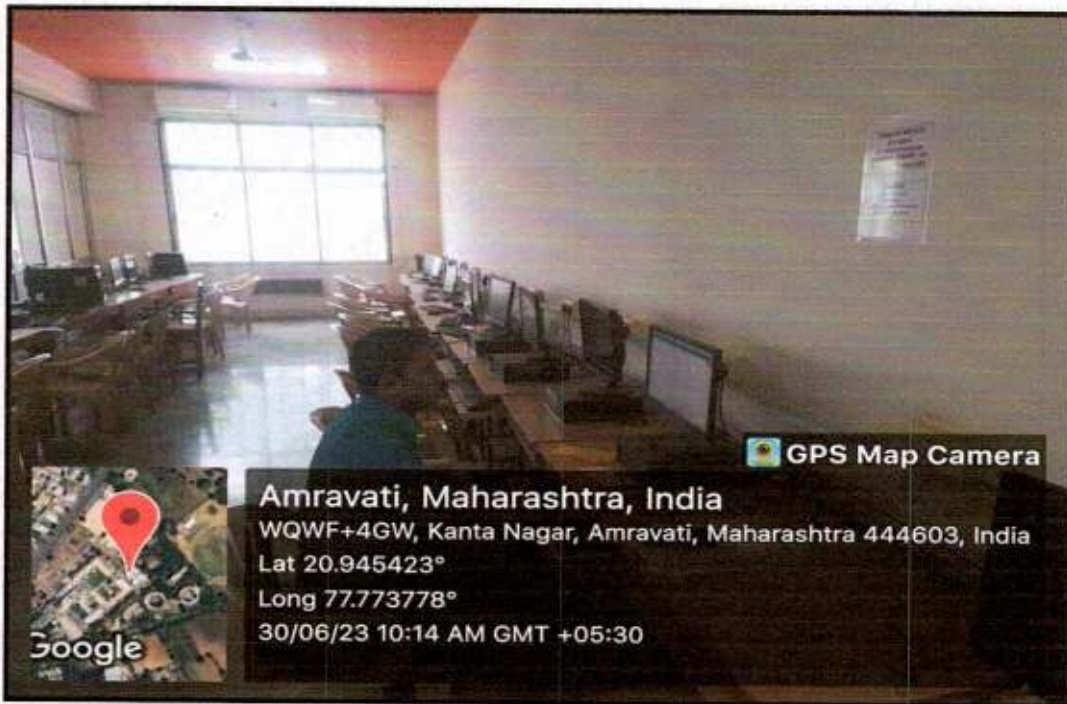 GPS Map Camera
Amravati, Maharashtra, India
WQWF+4GW, Kanta Nagar, Amravati, Maharashtra 444603, India
Lat 20.945423°
Long 77.773778°
30/06/23 10:14 AM GMT +05:30
Google